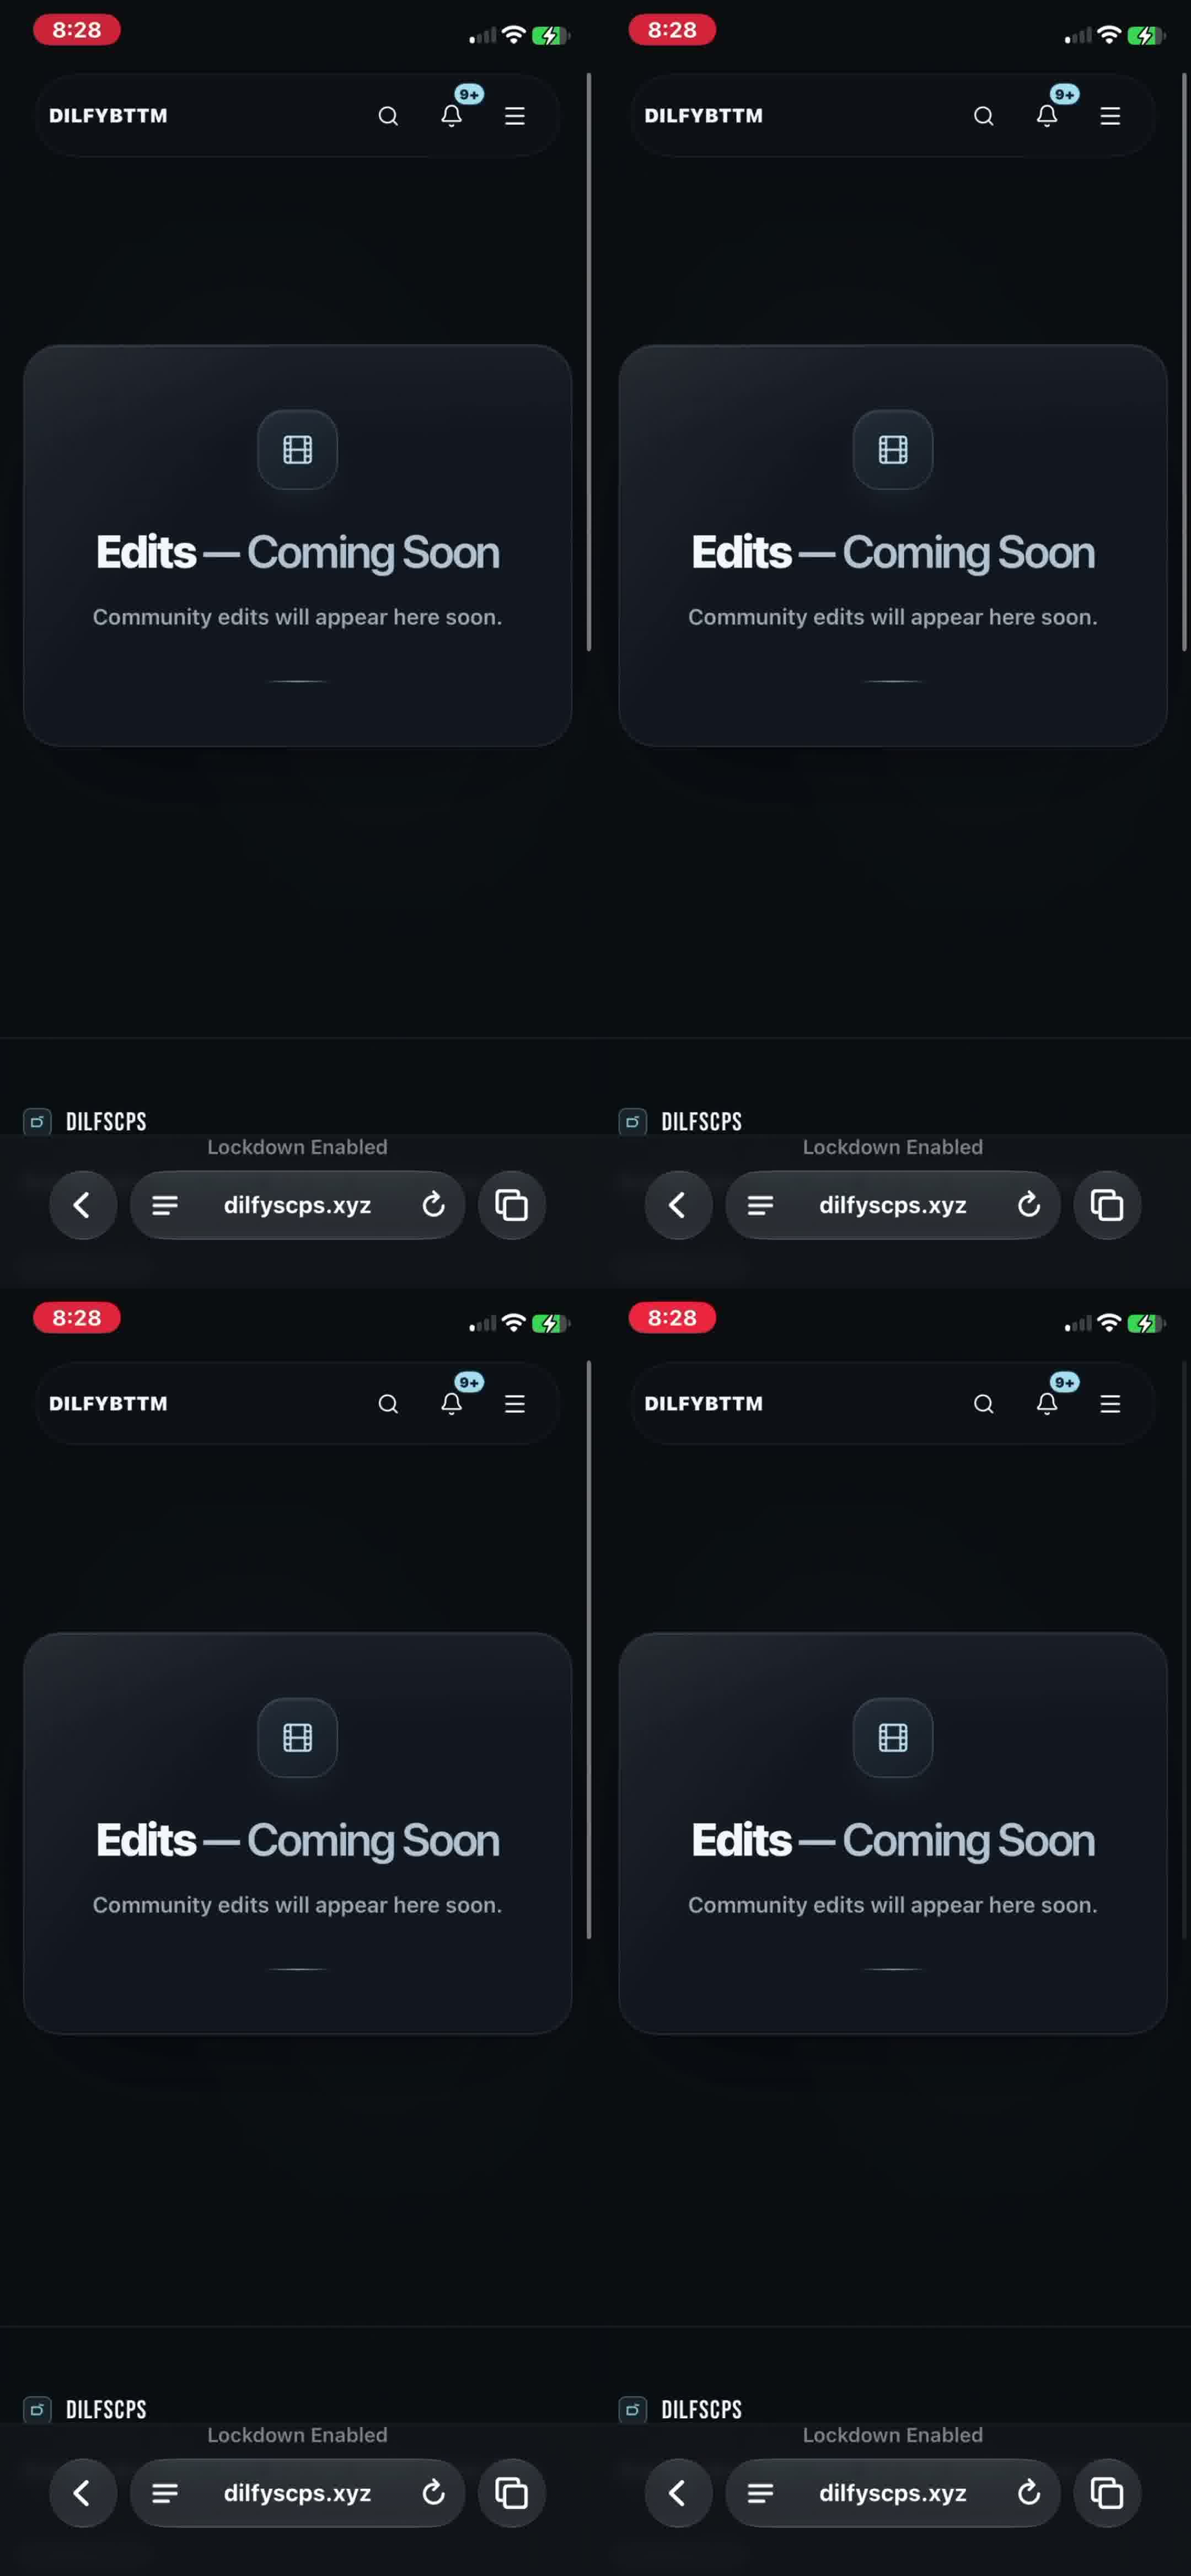 8:28
DILFYBTTM
9+
Edits — Coming Soon
Community edits will appear here soon.
DILFSCPS
Lockdown Enabled
dilfyscps.xyz
8:28
DILFYBTTM
9+
Edits — Coming Soon
Community edits will appear here soon.
DILFSCPS
Lockdown Enabled
dilfyscps.xyz
8:28
DILFYBTTM
9+
Edits — Coming Soon
Community edits will appear here soon.
DILFSCPS
Lockdown Enabled
dilfyscps.xyz
8:28
DILFYBTTM
9+
Edits — Coming Soon
Community edits will appear here soon.
DILFSCPS
Lockdown Enabled
dilfyscps.xyz